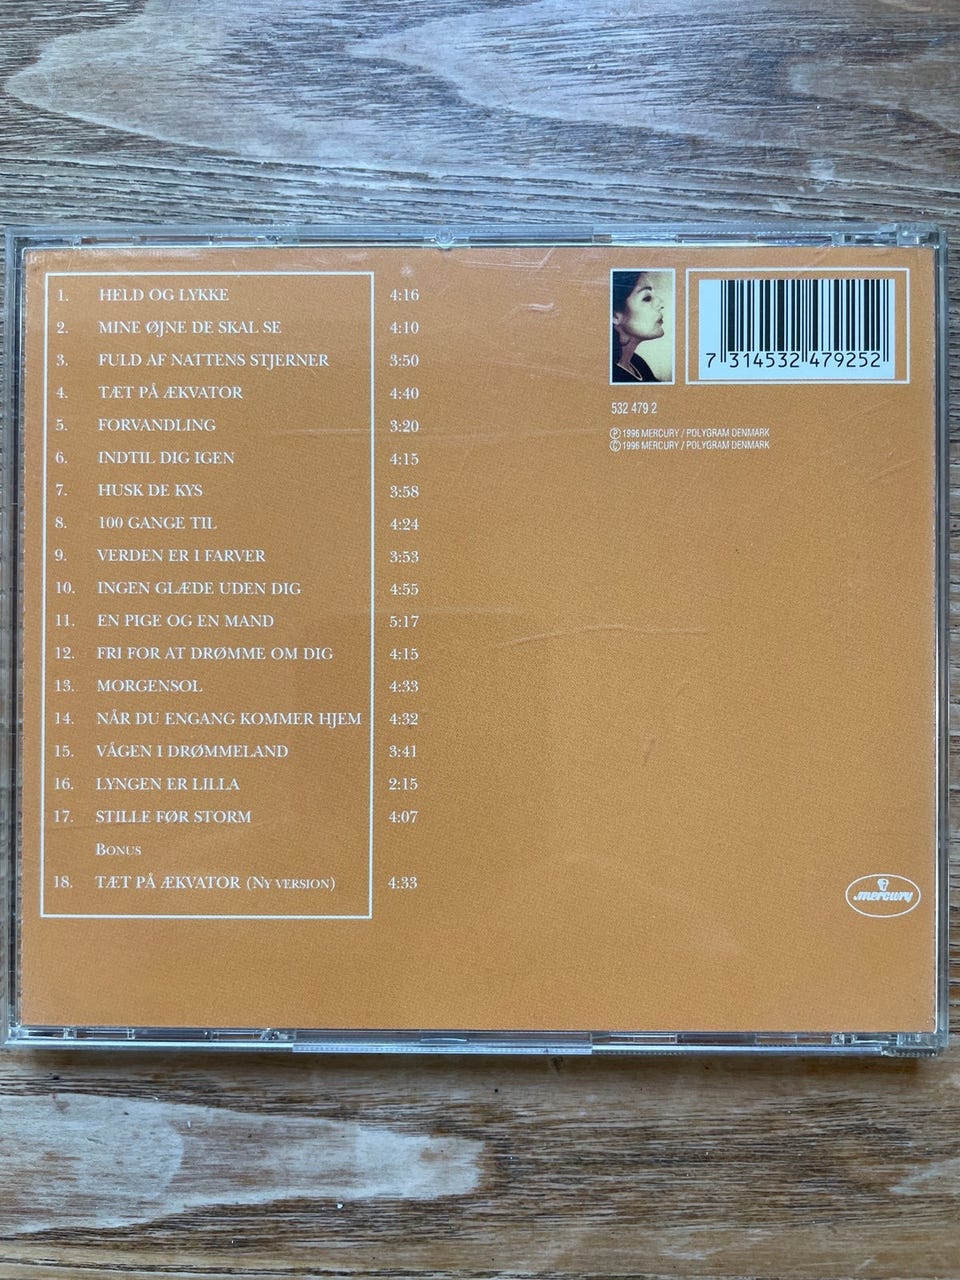 1. HELD OG LYKKE 4:16
2. MINE ØJNE DE SKAL SE 4:10
3. FULD AF NATTENS STJERNER 3:50
4. TÆT PÅ ÆKVATOR 4:40
5. FORVANDLING 3:20
6. INDTIL DIG IGEN 4:15
7. HUSK DE KYS 3:58
8. 100 GANGE TIL 4:24
9. VERDEN ER I FARVER 3:53
10. INGEN GLÆDE UDEN DIG 4:55
11. EN PIGE OG EN MAND 5:17
12. FRI FOR AT DRØMME OM DIG 4:15
13. MORGENSOL 4:33
14. NÅR DU ENGANG KOMMER HJEM 4:32
15. VÅGEN I DRØMMELAND 3:41
16. LYNGEN ER LILLA 2:15
17. STILLE FØR STORM 4:07
BONUS
18. TÆT PÅ ÆKVATOR (NY VERSION) 4:33
7 314532 479252
532 479 2
Ⓟ 1996 MERCURY / POLYGRAM DENMARK
© 1996 MERCURY / POLYGRAM DENMARK
mercury